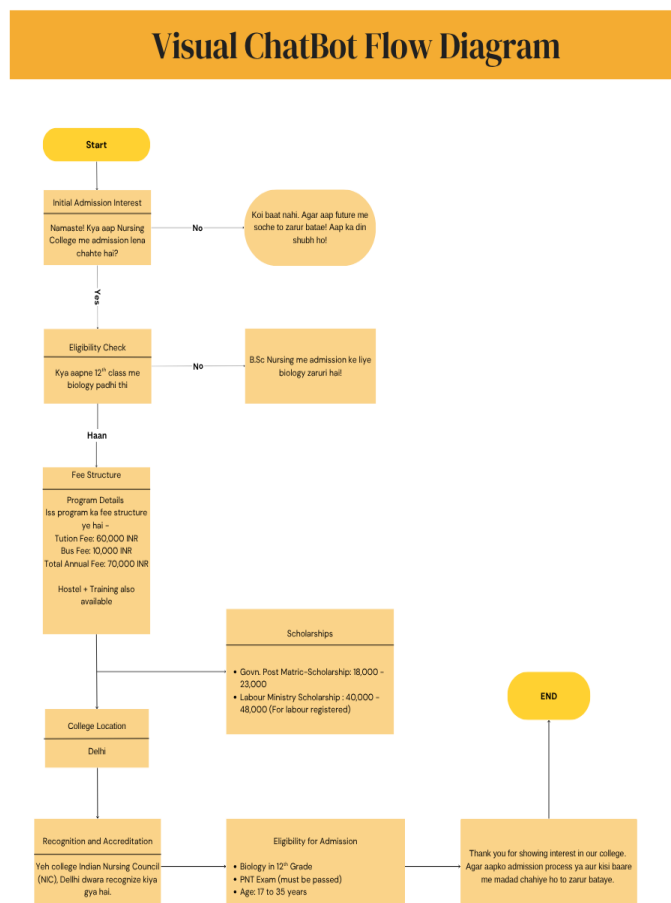 Visual ChatBot Flow Diagram
Start
Initial Admission Interest
Namaste! Kya aap Nursing
College me admission lena
chahte hai?
No
Koi baat nahi. Agar aap future me
soche to zarur batae! Aap ka din
shubh ho!
Yes
Eligibility Check
Kya aapne 12th class me
biology padhi thi
No
B.Sc Nursing me admission ke liye
biology zaruri hai!
Haan
Fee Structure
Program Details
Iss program ka fee structure
ye hai -
Tution Fee: 60,000 INR
Bus Fee: 10,000 INR
Total Annual Fee: 70,000 INR
Hostel + Training also
available
Scholarships
• Govn. Post Matric-Scholarship: 18,000 -
23,000
• Labour Ministry Scholarship : 40,000 -
48,000 (For labour registered)
College Location
Delhi
Recognition and Accreditation
Yeh college Indian Nursing Council
(NIC), Dellhi dwara recognize kiya
gya hai.
Eligibility for Admission
• Biology in 12th Grade
• PNT Exam (must be passed)
• Age: 17 to 35 years
Thank you for showing interest in our college.
Agar aapko admission process ya aur kisi baare
me madad chahiye ho to zarur bataye.
END